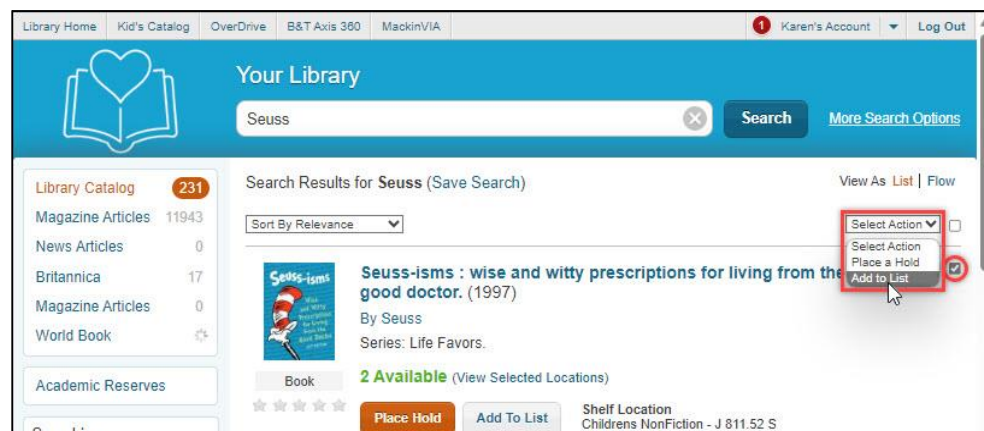 Library Home Kid's Catalog OverDrive B&T Axis 360 MackinVIA 1 Karen's Account Log Out
Your Library
Seuss Search More Search Options
Library Catalog 231
Magazine Articles 11943
News Articles 0
Britannica 17
Magazine Articles 0
World Book
Academic Reserves
Search Results for Seuss (Save Search) View As List | Flow
Sort By Relevance Select Action
Select Action
Place a Hold
Add to List
Seuss-isms
Seuss-isms : wise and witty prescriptions for living from the
good doctor. (1997)
By Seuss
Series: Life Favors.
Book 2 Available (View Selected Locations)
Place Hold Add To List Shelf Location
Childrens NonFiction - J 811.52 S